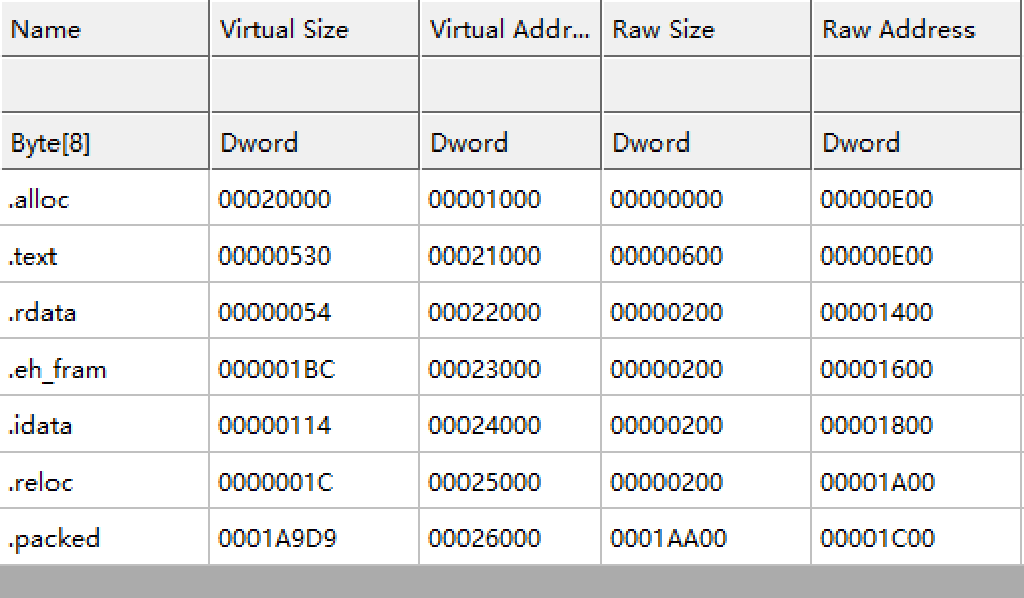 Name Virtual Size Virtual Addr... Raw Size Raw Address
Byte[8] Dword Dword Dword Dword
.alloc 00020000 00001000 00000000 00000E00
.text 00000530 00021000 00000600 00000E00
.rdata 00000054 00022000 00000200 00001400
.eh_fram 000001BC 00023000 00000200 00001600
.idata 00000114 00024000 00000200 00001800
.reloc 0000001C 00025000 00000200 00001A00
.packed 0001A9D9 00026000 0001AA00 00001C00